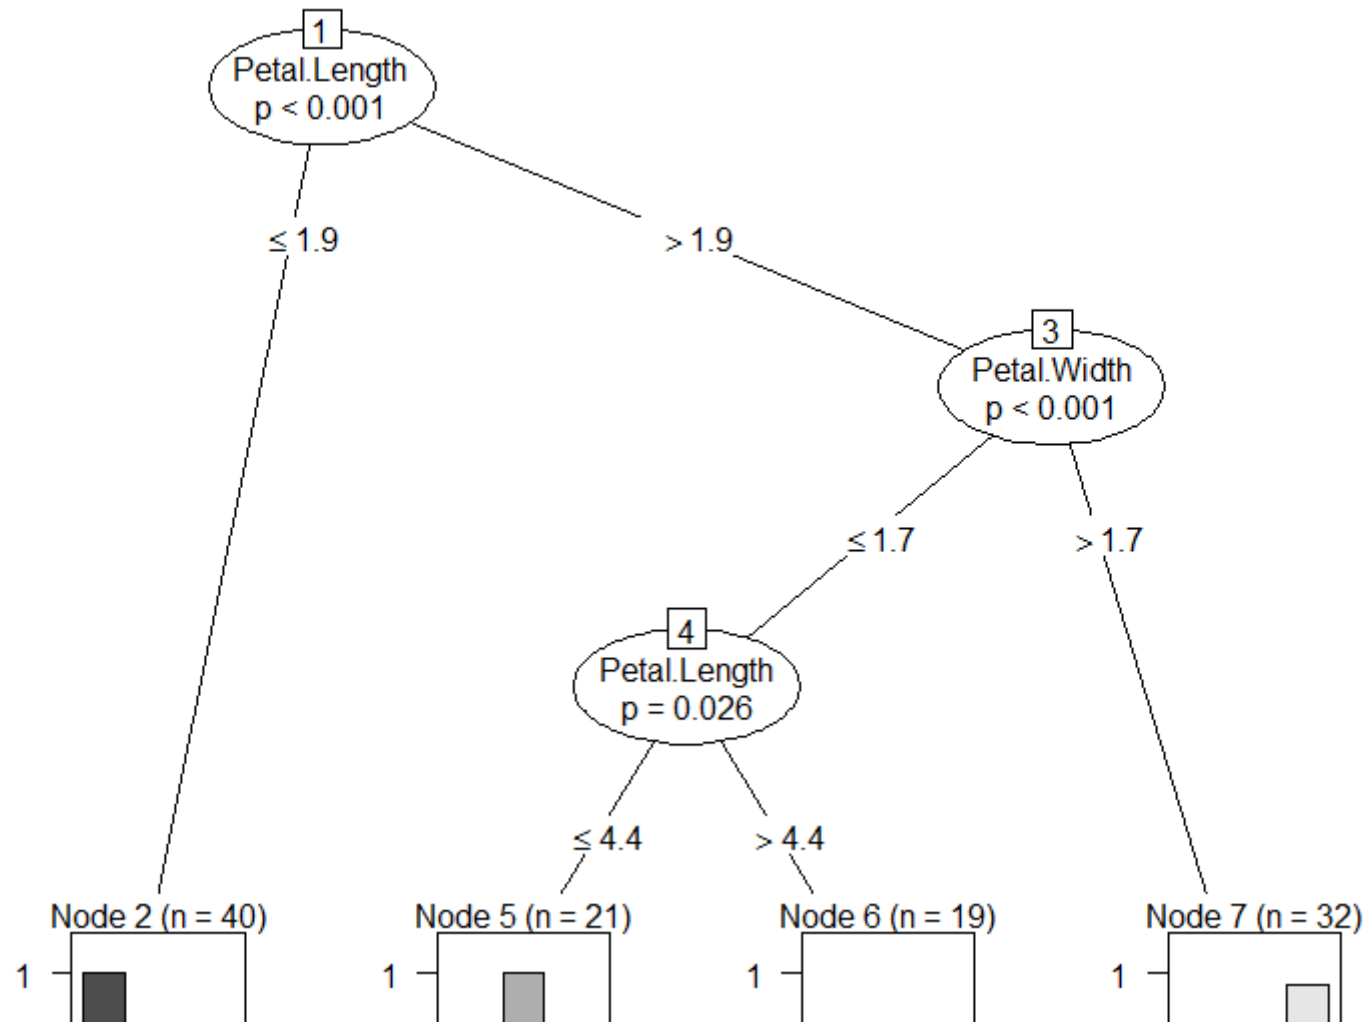 1
Petal.Length
p < 0.001
≤ 1.9
> 1.9
3
Petal.Width
p < 0.001
≤ 1.7
> 1.7
4
Petal.Length
p = 0.026
≤ 4.4
> 4.4
Node 2 (n = 40)
Node 5 (n = 21)
Node 6 (n = 19)
Node 7 (n = 32)
1
1
1
1